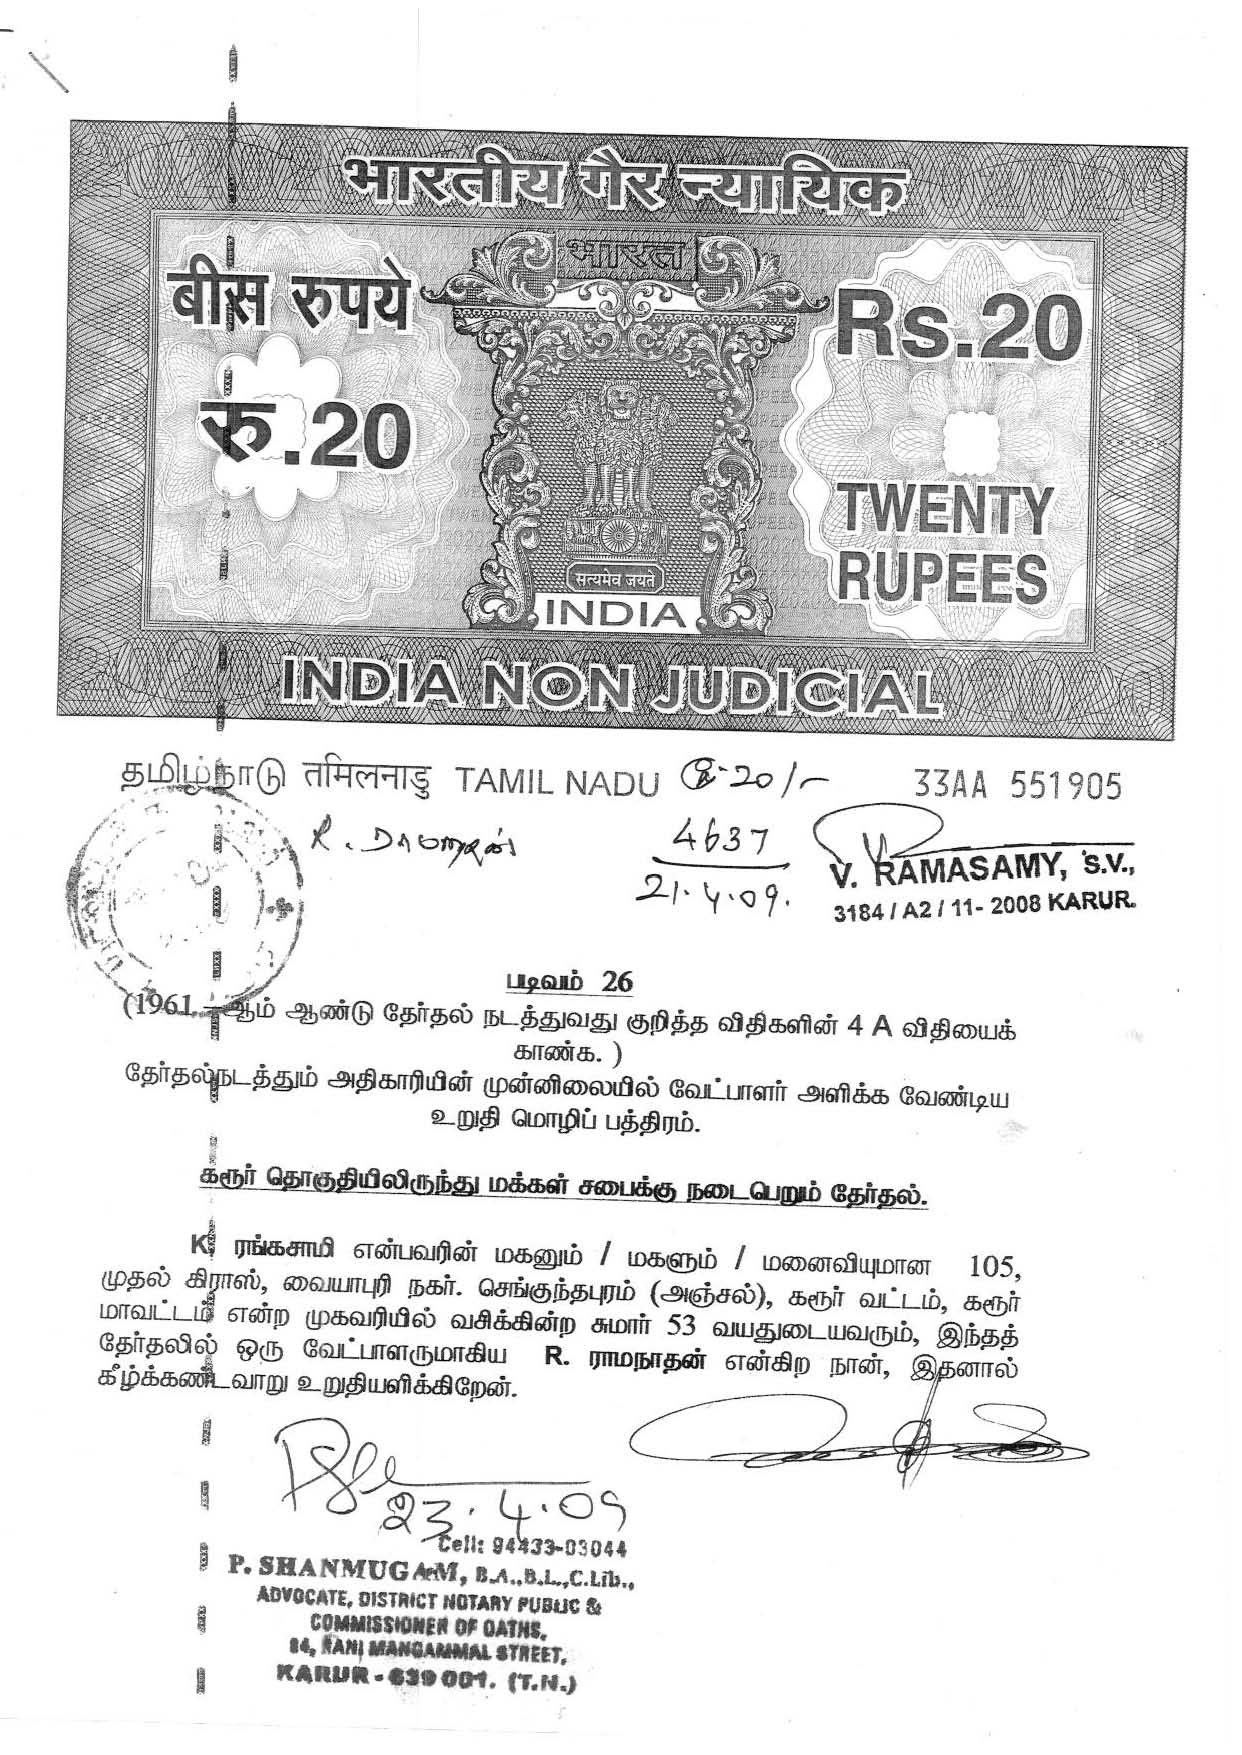 भारतीय गैर न्यायिक
भारत
बीस रुपये
Rs.20
रु.20
TWENTY
RUPEES
सत्यमेव जयते
INDIA
INDIA NON JUDICIAL
தமிழ்நாடு तमिलनाडु TAMIL NADU 20/- 33AA 551905
R. 4637
21.4.09.
V. RAMASAMY, S.V.,
3184 / A2 / 11- 2008 KARUR.
படிவம் 26
(1961 –ஆம் ஆண்டு தேர்தல் நடத்துவது குறித்த விதிகளின் 4 A விதியைக்
காண்க. )
தேர்தல்நடத்தும் அதிகாரியின் முன்னிலையில் வேட்பாளர் அளிக்க வேண்டிய
உறுதி மொழிப் பத்திரம்.
கரூர் தொகுதியிலிருந்து மக்கள் சபைக்கு நடைபெறும் தேர்தல்.
K. ரங்கசாமி என்பவரின் மகனும் / மகளும் / மனைவியுமான 105,
முதல் கிராஸ், வையாபுரி நகர். செங்குந்தபுரம் (அஞ்சல்), கரூர் வட்டம், கரூர்
மாவட்டம் என்ற முகவரியில் வசிக்கின்ற சுமார் 53 வயதுடையவரும், இந்தத்
தேர்தலில் ஒரு வேட்பாளருமாகிய R. ராமநாதன் என்கிற நான், இதனால்
கீழ்க்கண்டவாறு உறுதியளிக்கிறேன்.
23.4.09
Cell: 94433-03044
P. SHANMUGAM, B.A.,B.L.,C.Lib.,
ADVOCATE, DISTRICT NOTARY PUBLIC &
COMMISSIONER OF OATHS,
84, RANI MANGAMMAL STREET,
KARUR - 639 001. (T.N.)